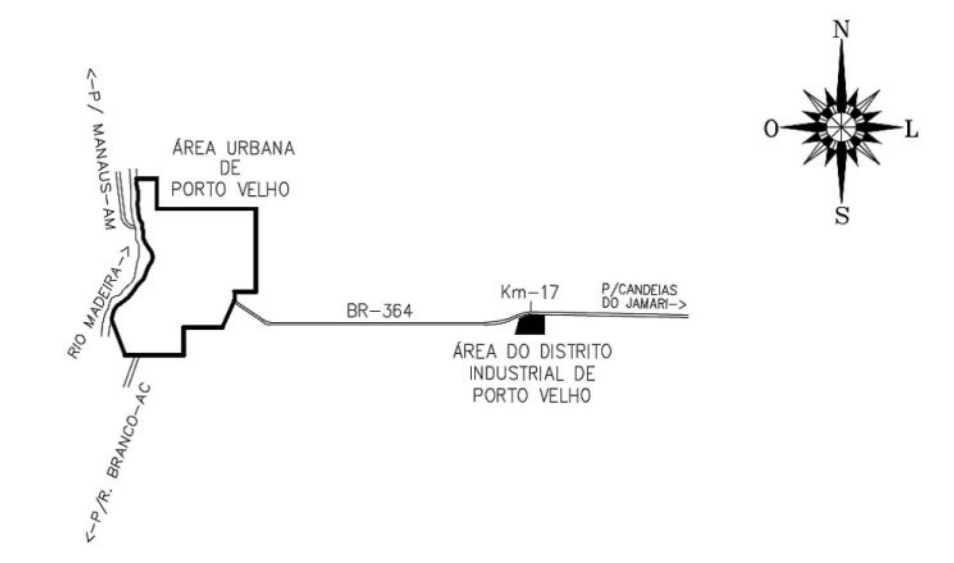 N
O
L
S
<-P/ MANAUS-AM
ÁREA URBANA
DE
PORTO VELHO
RIO MADEIRA->
BR-364
Km-17
P/CANDEIAS
DO JAMARI->
ÁREA DO DISTRITO
INDUSTRIAL DE
PORTO VELHO
<-P/R. BRANCO-AC